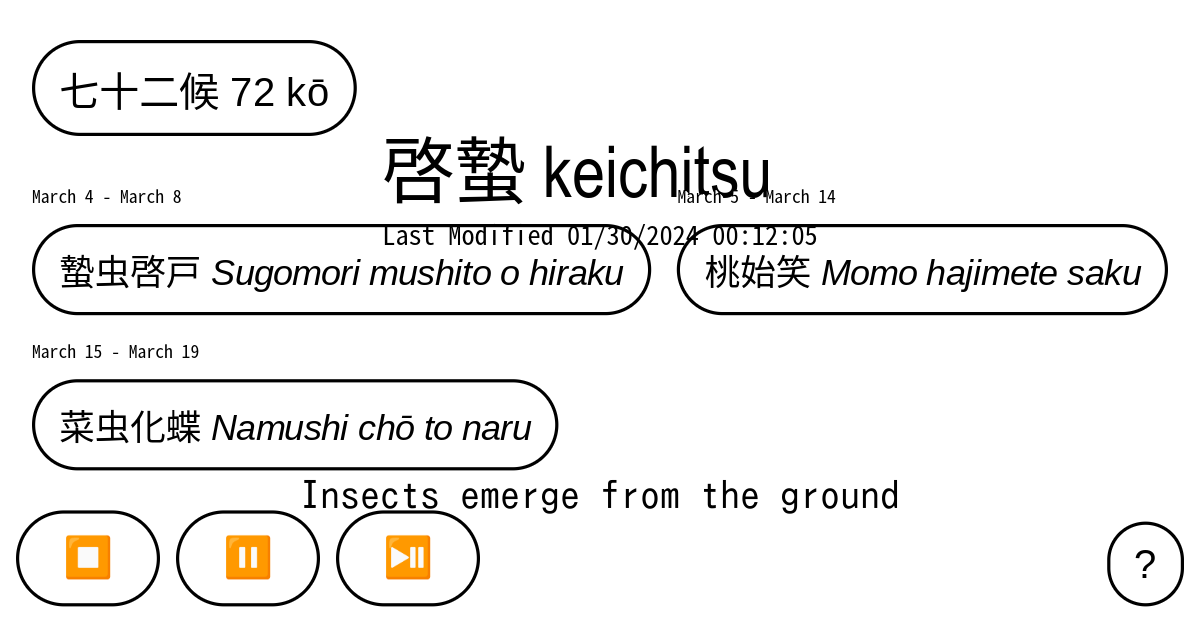 七十二候 72 kō
啓蟄 keichitsu
March 4 - March 8
March 5 - March 14
Last Modified 01/30/2024 00:12:05
蟄虫啓戸 Sugomori mushito o hiraku
桃始笑 Momo hajimete saku
March 15 - March 19
菜虫化蝶 Namushi chō to naru
Insects emerge from the ground
?